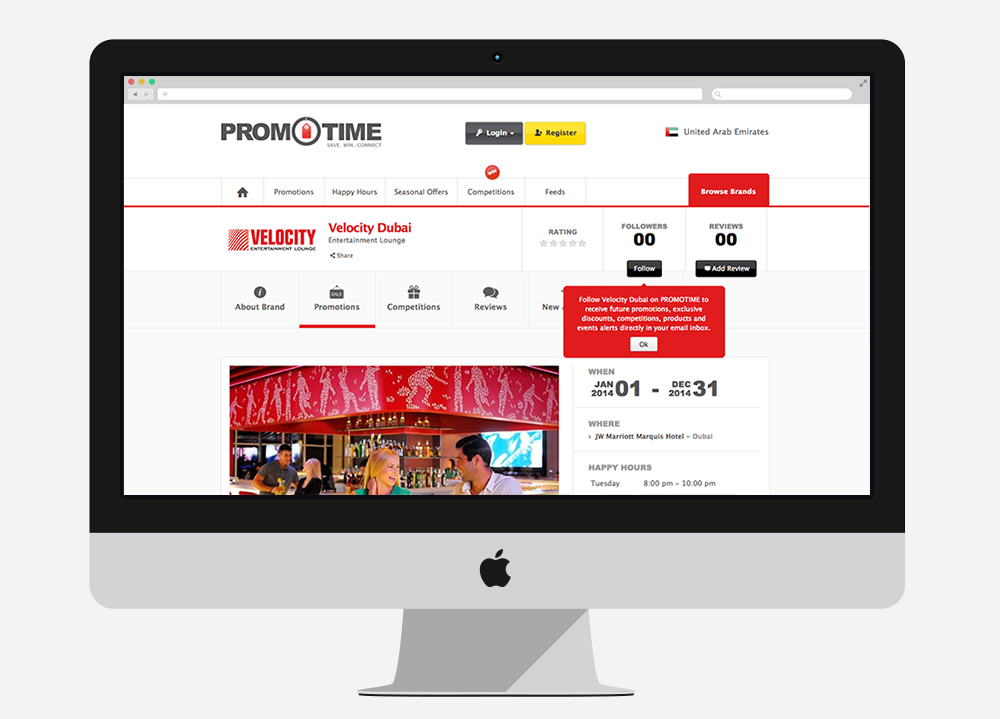 PROMOTIME
SAVE..WIN..CONNECT
Login
Register
United Arab Emirates
Promotions
Happy Hours
Seasonal Offers
Competitions
Feeds
Browse Brands
VELOCITY
ENTERTAINMENT LOUNGE
Velocity Dubai
Entertainment Lounge
Share
RATING
FOLLOWERS
00
Follow
REVIEWS
00
Add Review
About Brand
SALE
Promotions
Competitions
Reviews
New
Follow Velocity Dubai on PROMOTIME to
receive future promotions, exclusive
discounts, competitions, products and
events alerts directly in your email inbox.
Ok
WHEN
JAN 2014 01 - DEC 2014 31
WHERE
JW Marriott Marquis Hotel – Dubai
HAPPY HOURS
Tuesday 8:00 pm – 10:00 pm